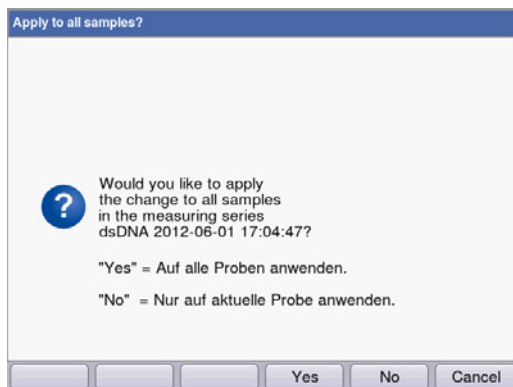 Apply to all samples?
?
Would you like to apply
the change to all samples
in the measuring series
dsDNA 2012-06-01 17:04:47?
"Yes" = Auf alle Proben anwenden.
"No" = Nur auf aktuelle Probe anwenden.
Yes No Cancel